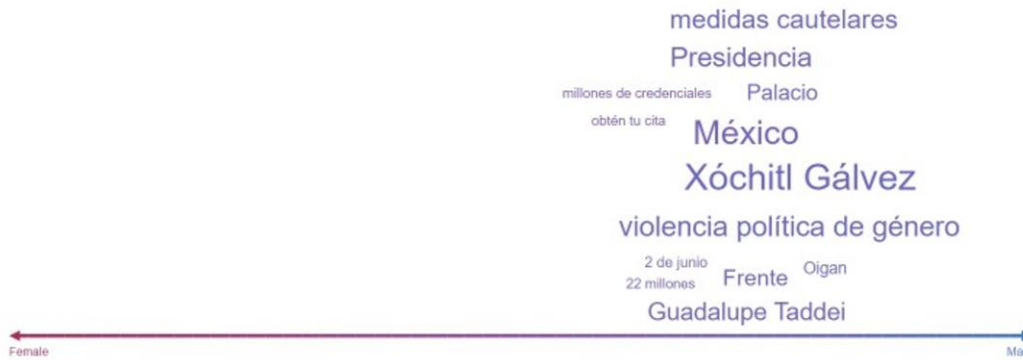 medidas cautelares
Presidencia
millones de credenciales Palacio
obtén tu cita México
Xóchitl Gálvez
violencia política de género
2 de junio Oigan
22 millones Frente
Guadalupe Taddei
Female Ma